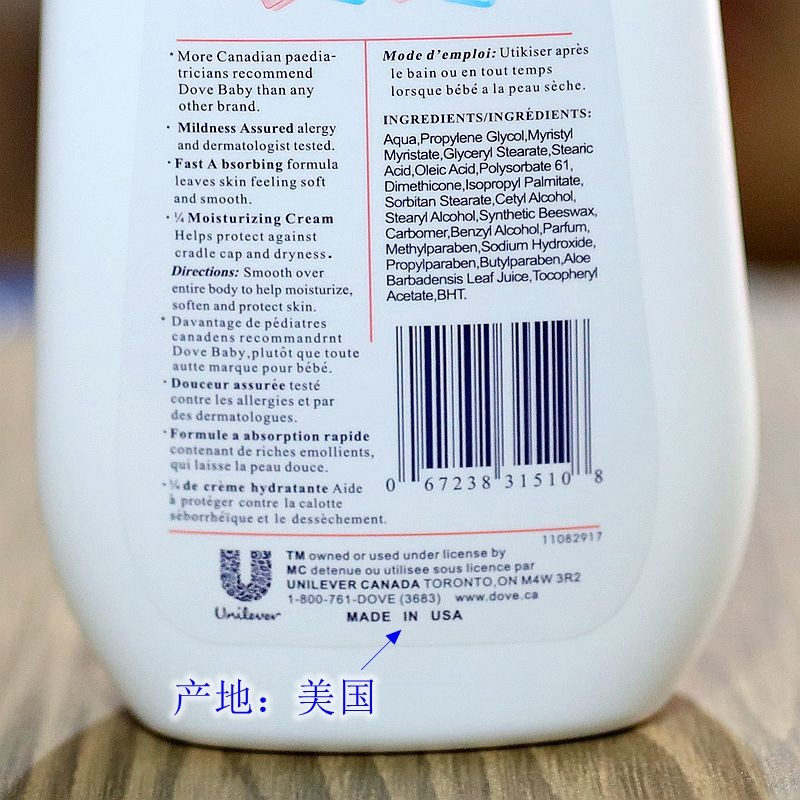 * More Canadian paedia-
tricians recommend
Dove Baby than any
other brand.
· Mildness Assured alergy
and dermatologist tested.
· Fast A bsorbing formula
leaves skin feeling soft
and smooth.
· ¼ Moisturizing Cream
Helps protect against
cradle cap and dryness.
Directions: Smooth over
entire body to help moisturize,
soften and protect skin.
* Davantage de pédiatres
canadens recommandrnt
Dove Baby,plutôt que toute
autte marque pour bébé.
· Douceur assurée testé
contre les allergies et par
des dermatologues.
· Formule a absorption rapide
contenant de riches emollients,
qui laisse la peau douce.
· ¼ de crème hydratante Aide
à protéger contre la calotte
séborrhéïque et le dessèchement.
Mode d'emploi: Utikiser après
le bain ou en tout temps
lorsque bébé a la peau sèche.
INGREDIENTS/INGRÉDIENTS:
Aqua,Propylene Glycol,Myristyl
Myristate,Glyceryl Stearate,Stearic
Acid,Oleic Acid,Polysorbate 61,
Dimethicone,Isopropyl Palmitate,
Sorbitan Stearate,Cetyl Alcohol,
Stearyl Alcohol,Synthetic Beeswax,
Carbomer,Benzyl Alcohol,Parfum,
Methylparaben,Sodium Hydroxide,
Propylparaben,Butylparaben,Aloe
Barbadensis Leaf Juice,Tocopheryl
Acetate,BHT.
0 67238 31510 8
11082917
Unilever
TM owned or used under license by
MC detenue ou utilisee sous licence par
UNILEVER CANADA TORONTO,ON M4W 3R2
1-800-761-DOVE (3683) www.dove.ca
MADE IN USA
产地：美国